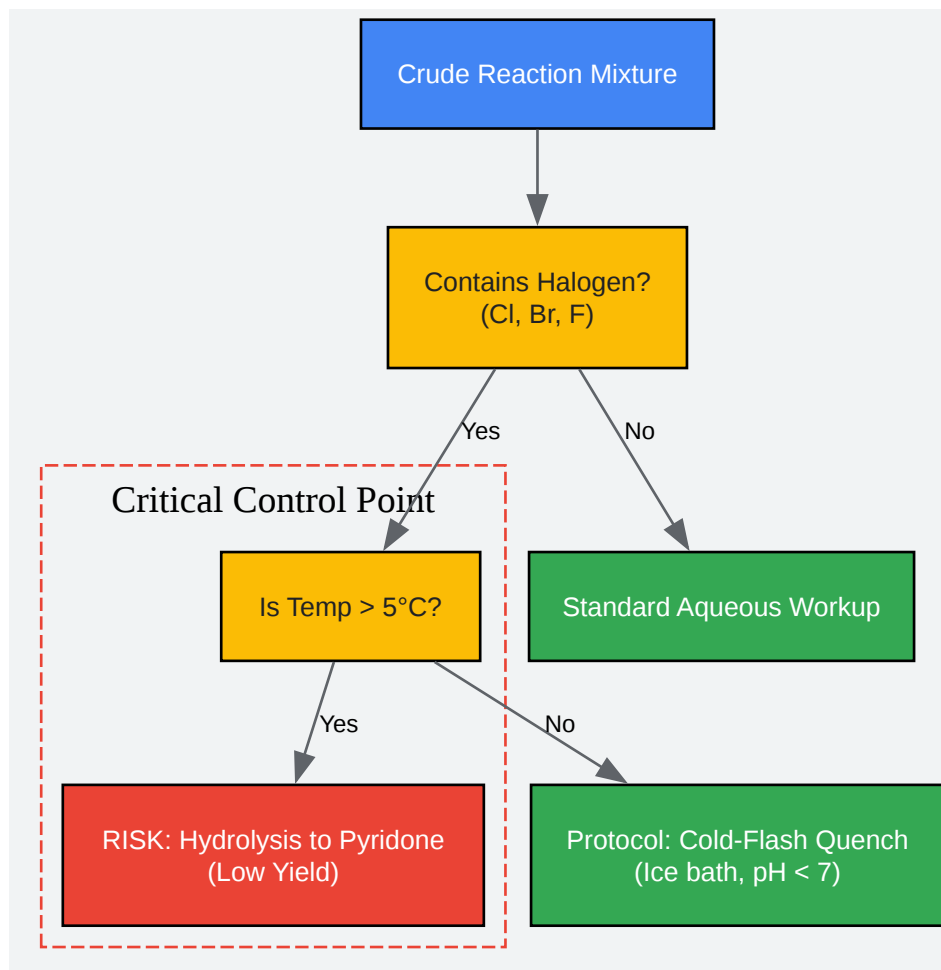 Crude Reaction Mixture
Contains Halogen?
(Cl, Br, F)
Yes
No
Critical Control Point
Is Temp > 5°C?
Standard Aqueous Workup
Yes
No
RISK: Hydrolysis to Pyridone
(Low Yield)
Protocol: Cold-Flash Quench
(Ice bath, pH < 7)